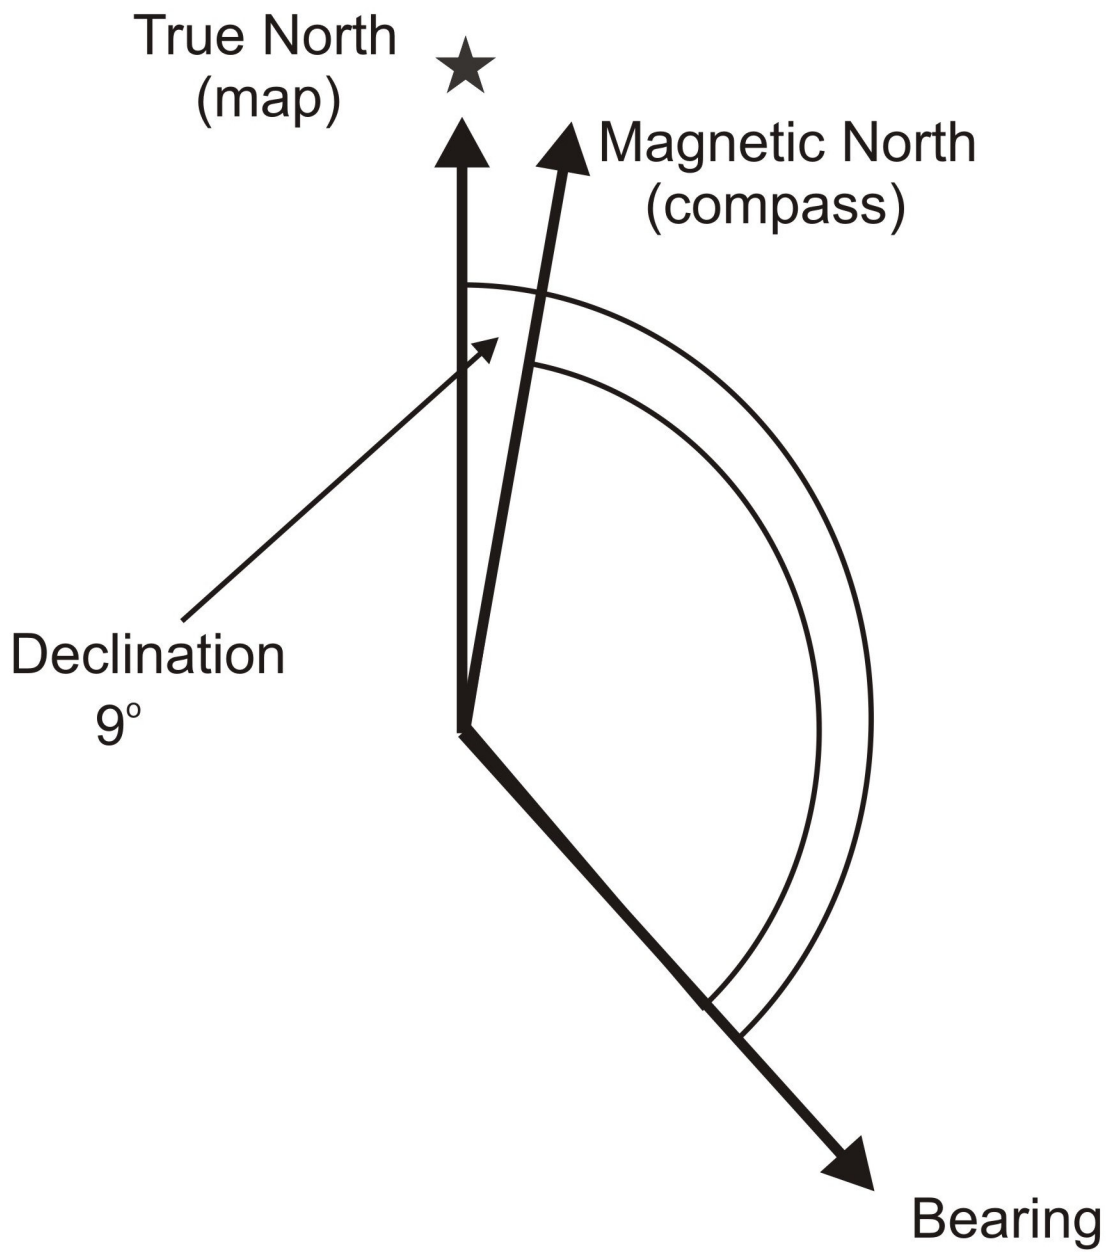 True North
(map)
Magnetic North
(compass)
Declination
9°
Bearing